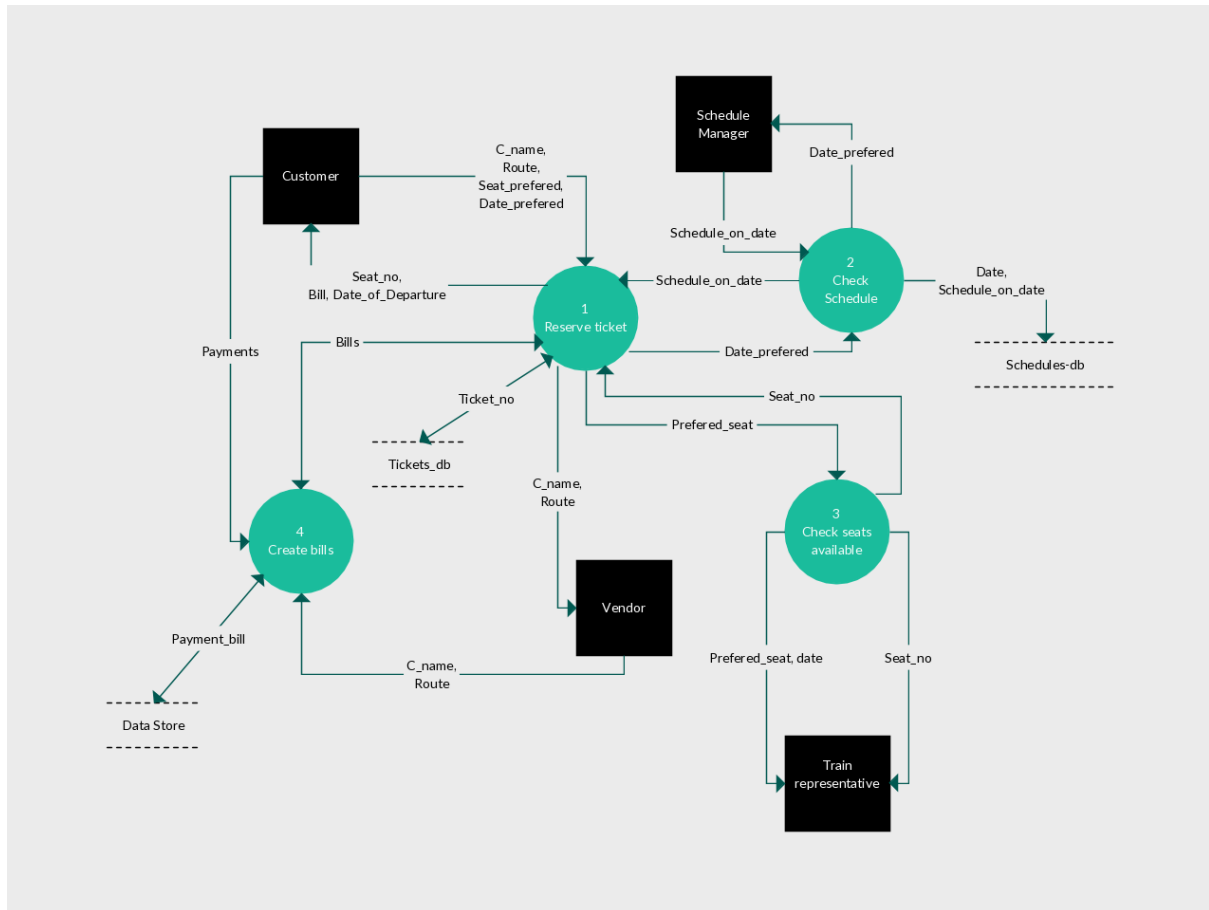 Schedule
Manager
Date_prefered
C_name,
Route,
Seat_prefered,
Date_prefered
Customer
Schedule_on_date
2
Check
Schedule
Date,
Schedule_on_date
Seat_no,
Bill, Date_of_Departure
Schedule_on_date
1
Reserve ticket
Payments
Bills
Date_prefered
Schedules-db
Ticket_no
Seat_no
Prefered_seat
Tickets_db
C_name,
Route
4
Create bills
3
Check seats
available
Vendor
Payment_bill
C_name,
Route
Prefered_seat, date
Seat_no
Data Store
Train
representative